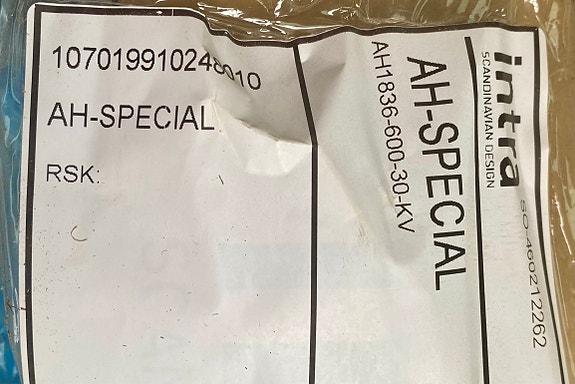 107019910248010
AH-SPECIAL
RSK:
intra
SCANDINAVIAN DESIGN
AH-SPECIAL
AH1836-600-30-KV
SO-460212262